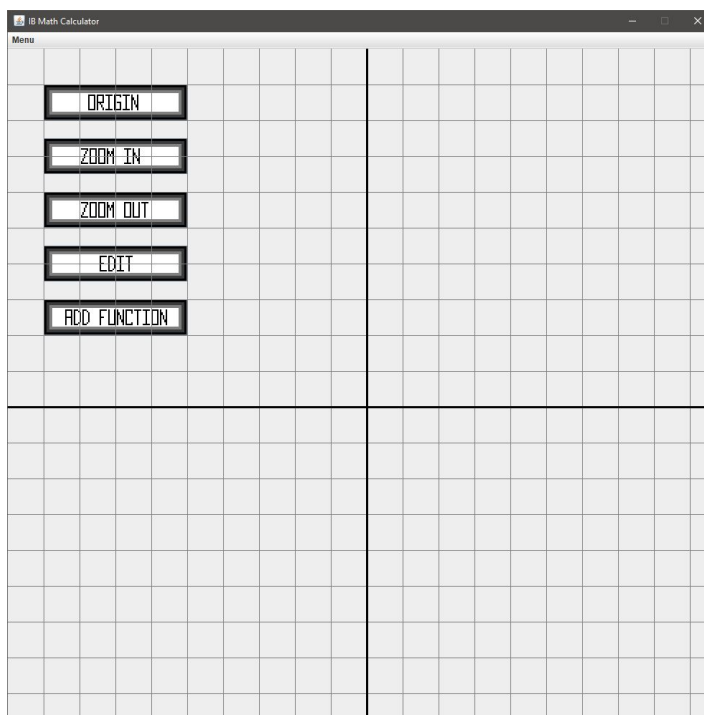 IB Math Calculator
Menu
ORIGIN
ZOOM IN
ZOOM OUT
EDIT
ADD FUNCTION